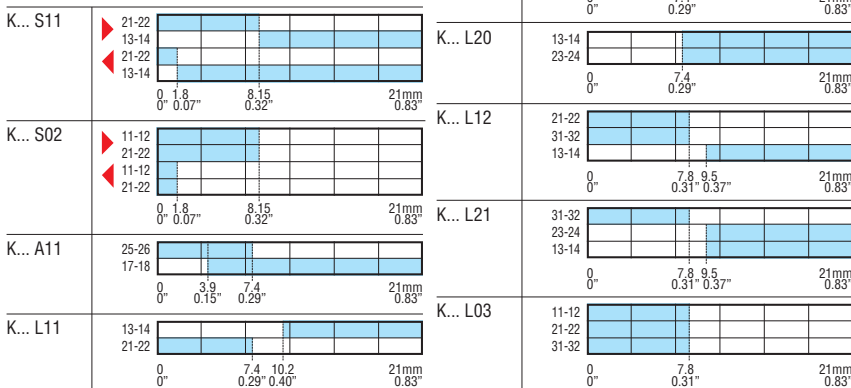 K... S11
21-22
13-14
21-22
13-14
0 1.8 8.15 21mm
0" 0.07" 0.32" 0.83"
K... S02
11-12
21-22
11-12
21-22
0 1.8 8.15 21mm
0" 0.07" 0.32" 0.83"
K... A11
25-26
17-18
0 3.9 7.4 21mm
0" 0.15" 0.29" 0.83"
K... L11
13-14
21-22
0 7.4 10.2 21mm
0" 0.29" 0.40" 0.83"
0" 0.29" 0.83"
K... L20
13-14
23-24
0 7.4 21mm
0" 0.29" 0.83"
K... L12
21-22
31-32
13-14
0 7.8 9.5 21mm
0" 0.31" 0.37" 0.83"
K... L21
31-32
23-24
13-14
0 7.8 9.5 21mm
0" 0.31" 0.37" 0.83"
K... L03
11-12
21-22
31-32
0 7.8 21mm
0" 0.31" 0.83"